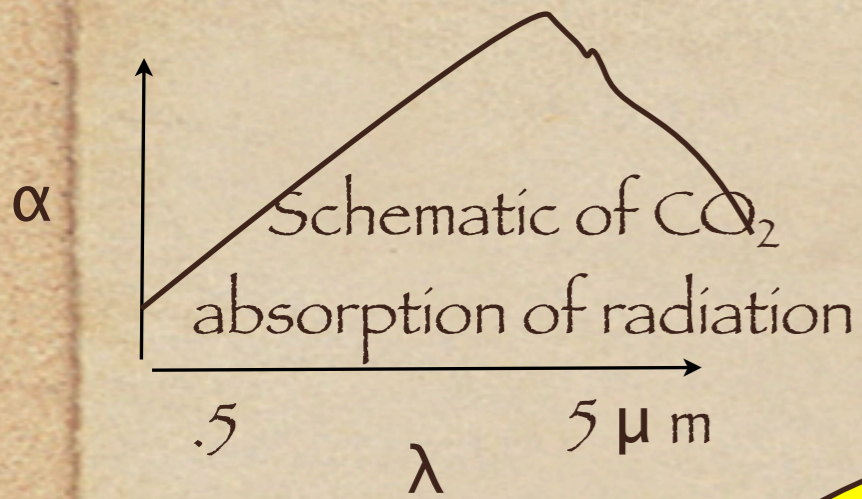 α
Schematic of CO₂
absorption of radiation
.5 5 μ m
λ